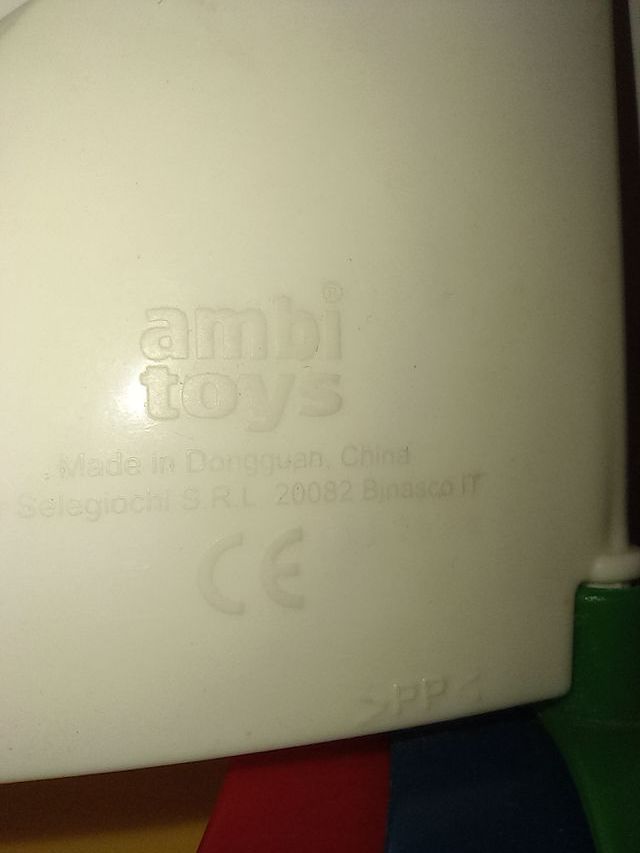 ambi®
toys
Made in Dongguan, China
Selegiochi S.R.L 20082 Binasco IT
CE
>PP<